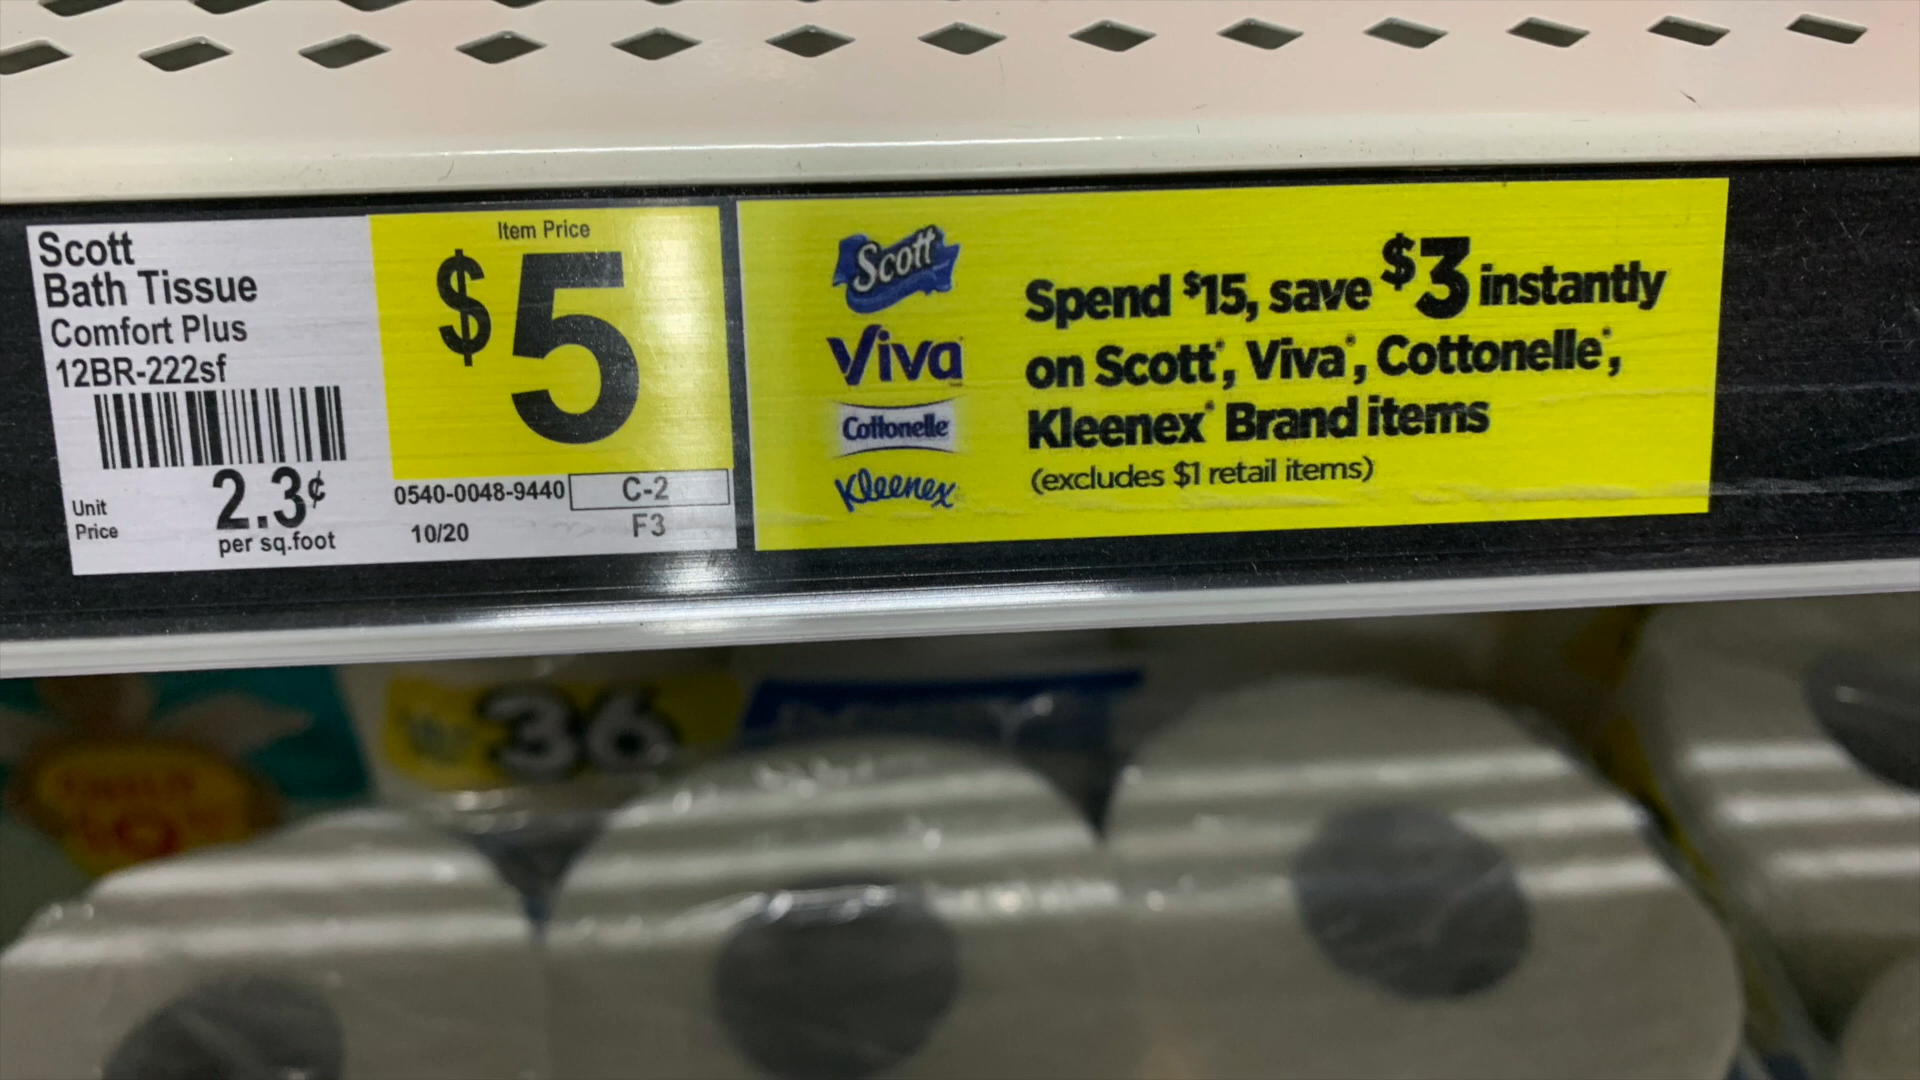 Scott
Bath Tissue
Comfort Plus
12BR-222sf
Unit
Price
2.3¢
per sq.foot
Item Price
$5
0540-0048-9440
C-2
10/20
F3
Scott
Viva
Cottonelle
Kleenex
Spend $15, save $3 instantly
on Scott®, Viva®, Cottonelle®,
Kleenex® Brand items
(excludes $1 retail items)
36